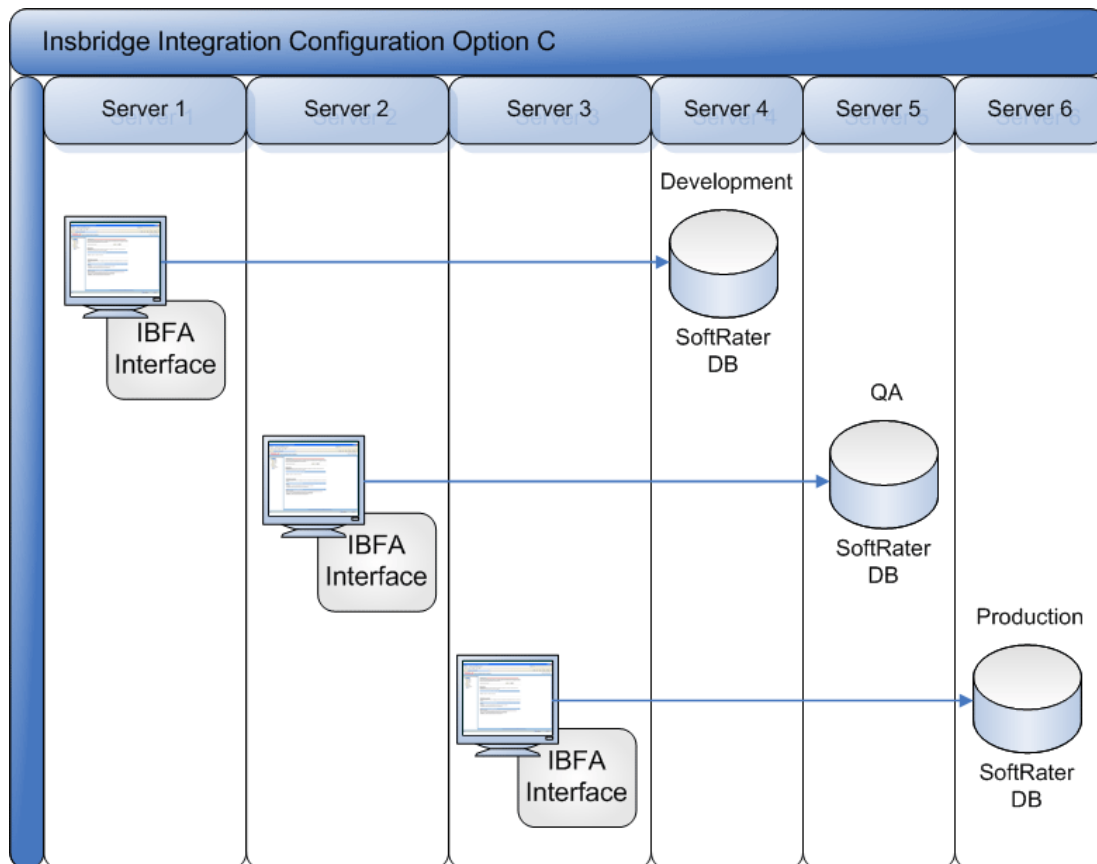 Insbridge Integration Configuration Option C
Server 1
Server 2
Server 3
Server 4
Server 5
Server 6
Development
IBFA
Interface
SoftRater
DB
QA
IBFA
Interface
SoftRater
DB
Production
IBFA
Interface
SoftRater
DB